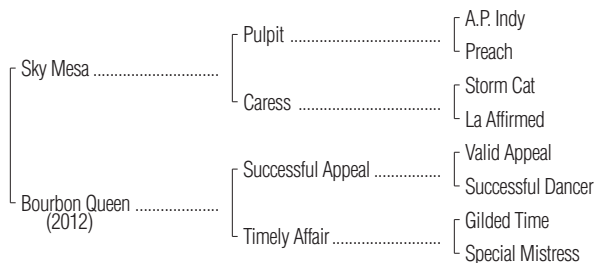 A.P. Indy
Pulpit ..........................................
Preach
Sky Mesa ...................................
Storm Cat
Caress .......................................
La Affirmed
Valid Appeal
Successful Appeal ..................
Successful Dancer
Bourbon Queen .......................
(2012)
Gilded Time
Timely Affair..............................
Special Mistress